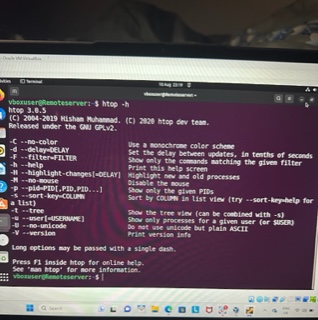 Terminal
10 Aug 23:19
vboxuser@Remoteserver: ~
vboxuser@Remoteserver:~$ htop -h
htop 3.0.5
(C) 2004-2019 Hisham Muhammad. (C) 2020 htop dev team.
Released under the GNU GPLv2.
-C --no-color Use a monochrome color scheme
-d --delay=DELAY Set the delay between updates, in tenths of seconds
-F --filter=FILTER Show only the commands matching the given filter
-h --help Print this help screen
-H --highlight-changes[=DELAY] Highlight new and old processes
-M --no-mouse Disable the mouse
-p --pid=PID[,PID,PID...] Show only the given PIDs
-s --sort-key=COLUMN Sort by COLUMN in list view (try --sort-key=help for
a list)
-t --tree Show the tree view (can be combined with -s)
-u --user[=USERNAME] Show only processes for a given user (or $USER)
-U --no-unicode Do not use unicode but plain ASCII
-V --version Print version info
Long options may be passed with a single dash.
Press F1 inside htop for online help.
See 'man htop' for more information.
vboxuser@Remoteserver:~$
Search